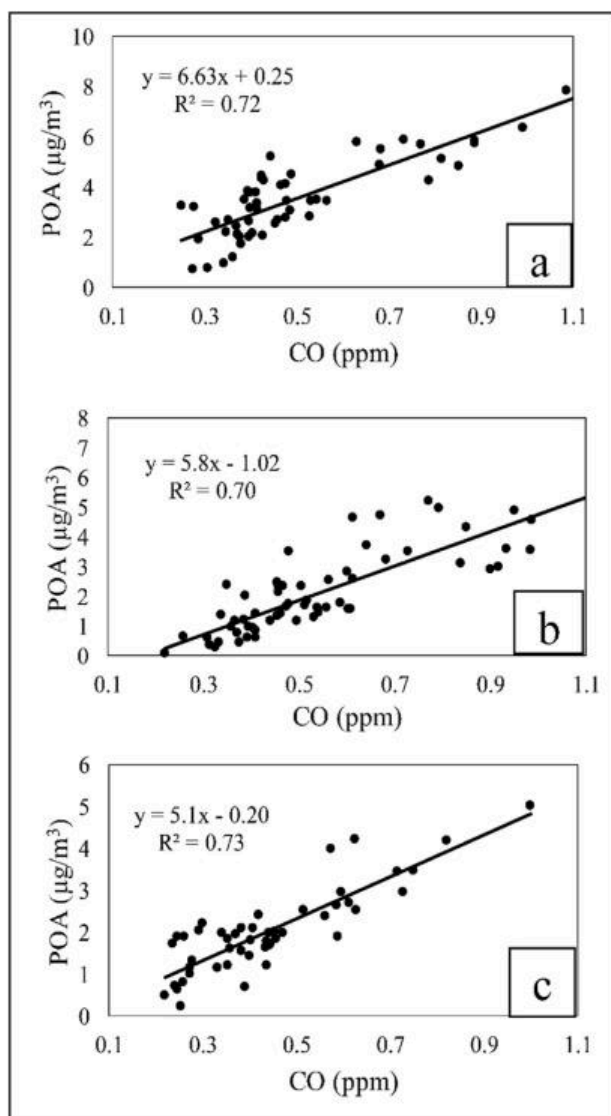 10
8
6
4
2
0
POA (µg/m³)
y = 6.63x + 0.25
R² = 0.72
a
0.1 0.3 0.5 0.7 0.9 1.1
CO (ppm)
8
7
6
5
4
3
2
1
0
POA (µg/m³)
y = 5.8x - 1.02
R² = 0.70
b
0.1 0.3 0.5 0.7 0.9 1.1
CO (ppm)
6
5
4
3
2
1
0
POA (µg/m³)
y = 5.1x - 0.20
R² = 0.73
c
0.1 0.3 0.5 0.7 0.9 1.1
CO (ppm)